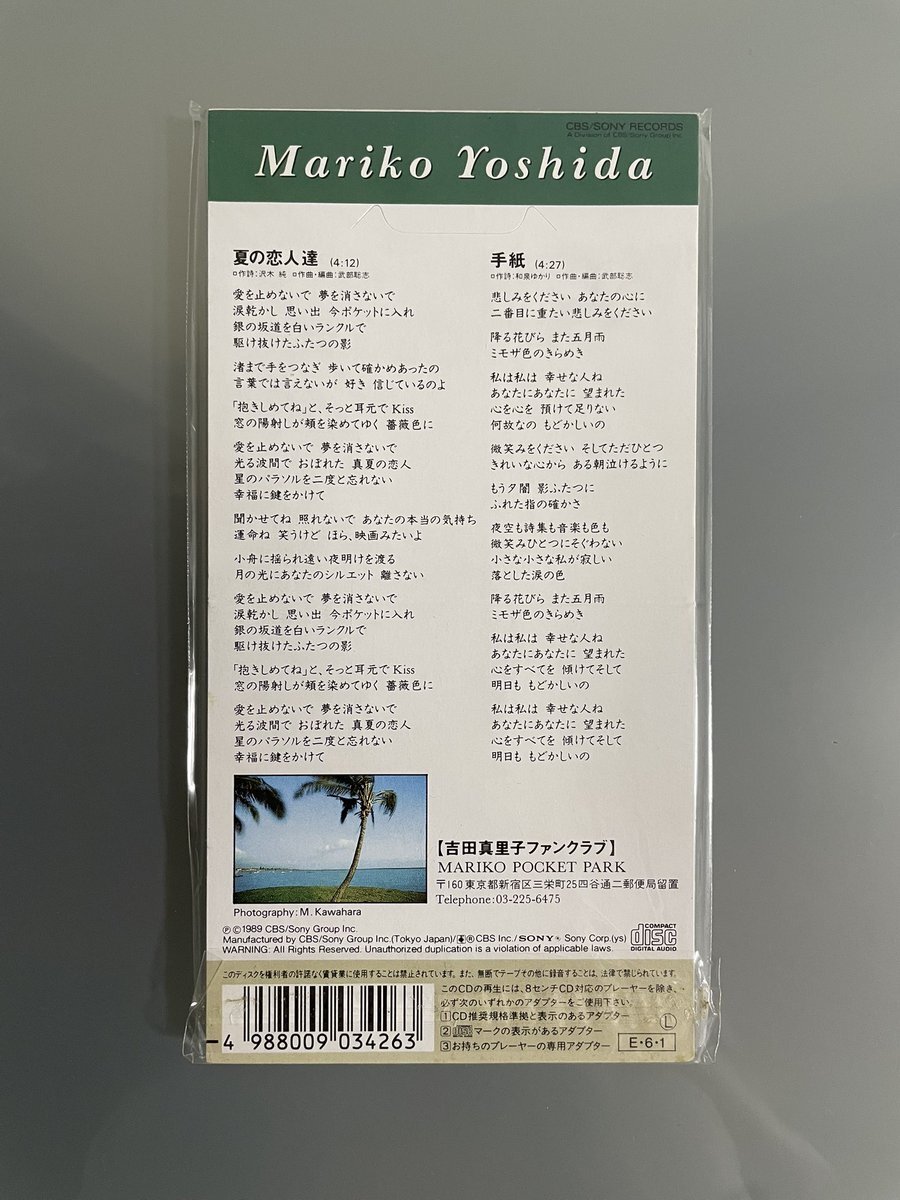 CBS/SONY RECORDS
A Division of CBS/Sony Group Inc.
Mariko Yoshida
夏の恋人達 (4:12)
作詩:沢木 純 作曲・編曲:武部聡志
愛を止めないで 夢を消さないで
涙乾かし 思い出 今ポケットに入れ
銀の坂道を白いランクルで
駆け抜けたふたつの影
渚まで手をつなぎ 歩いて確かめあったの
言葉では言えないが 好き 信じているのよ
「抱きしめてね」と、そっと耳元で Kiss
窓の陽射しが頬を染めてゆく 薔薇色に
愛を止めないで 夢を消さないで
光る波間で おぼれた 真夏の恋人
星のパラソルを二度と忘れない
幸福に鍵をかけて
聞かせてね 照れないで あなたの本当の気持ち
運命ね 笑うけど ほら、映画みたいよ
小舟に揺られ遠い夜明けを渡る
月の光にあなたのシルエット 離さない
愛を止めないで 夢を消さないで
涙乾かし 思い出 今ポケットに入れ
銀の坂道を白いランクルで
駆け抜けたふたつの影
「抱きしめてね」と、そっと耳元で Kiss
窓の陽射しが頬を染めてゆく 薔薇色に
愛を止めないで 夢を消さないで
光る波間で おぼれた 真夏の恋人
星のパラソルを二度と忘れない
幸福に鍵をかけて
手紙 (4:27)
作詩:和泉ゆかり 作曲・編曲:武部聡志
悲しみをください あなたの心に
二番目に重たい悲しみをください
降る花びら また五月雨
ミモザ色のきらめき
私は私は 幸せな人ね
あなたにあなたに 望まれた
心を心を 預けて足りない
何故なの もどかしいの
微笑みをください そしてただひとつ
きれいな心から ある朝泣けるように
もう夕闇 影ふたつに
ふれた指の確かさ
夜空も詩集も音楽も色も
微笑みひとつにそぐわない
小さな小さな私が寂しい
落とした涙の色
降る花びら また五月雨
ミモザ色のきらめき
私は私は 幸せな人ね
あなたにあなたに 望まれた
心をすべてを 傾けてそして
明日も もどかしいの
私は私は 幸せな人ね
あなたにあなたに 望まれた
心をすべてを 傾けてそして
明日も もどかしいの
【吉田真里子ファンクラブ】
MARIKO POCKET PARK
〒160 東京都新宿区三栄町25四谷通二郵便局留置
Telephone:03-225-6475
Photography: M. Kawahara
℗©1989 CBS/Sony Group Inc.
Manufactured by CBS/Sony Group Inc.(Tokyo Japan)/®CBS Inc./SONY® Sony Corp.(ys)
WARNING: All Rights Reserved. Unauthorized duplication is a violation of applicable laws.
COMPACT disc DIGITAL AUDIO
このディスクを権利者の許諾なく賃貸業に使用することは禁止されています。また、無断でテープその他に録音することは、法律で禁じられています。
このCDの再生には、8センチCD対応のプレーヤーを除き、
必ず次のいずれかのアダプターをご使用下さい。
1 CD推奨規格準拠と表示のあるアダプター
2 マークの表示があるアダプター
3 お持ちのプレーヤーの専用アダプター
L
E・6・1
4 988009 034263